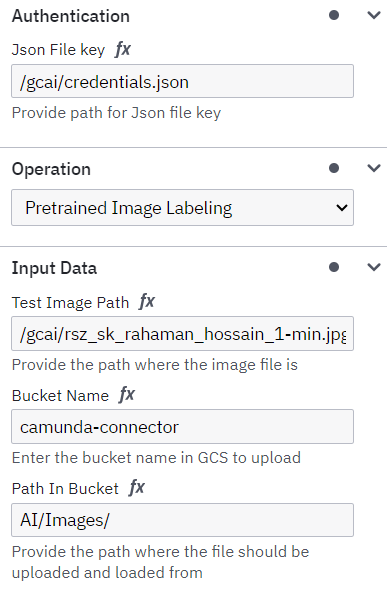 Authentication
Json File key fx
/gcai/credentials.json
Provide path for Json file key
Operation
Pretrained Image Labeling
Input Data
Test Image Path fx
/gcai/rsz_sk_rahaman_hossain_1-min.jpg
Provide the path where the image file is
Bucket Name fx
camunda-connector
Enter the bucket name in GCS to upload
Path In Bucket fx
AI/Images/
Provide the path where the file should be
uploaded and loaded from